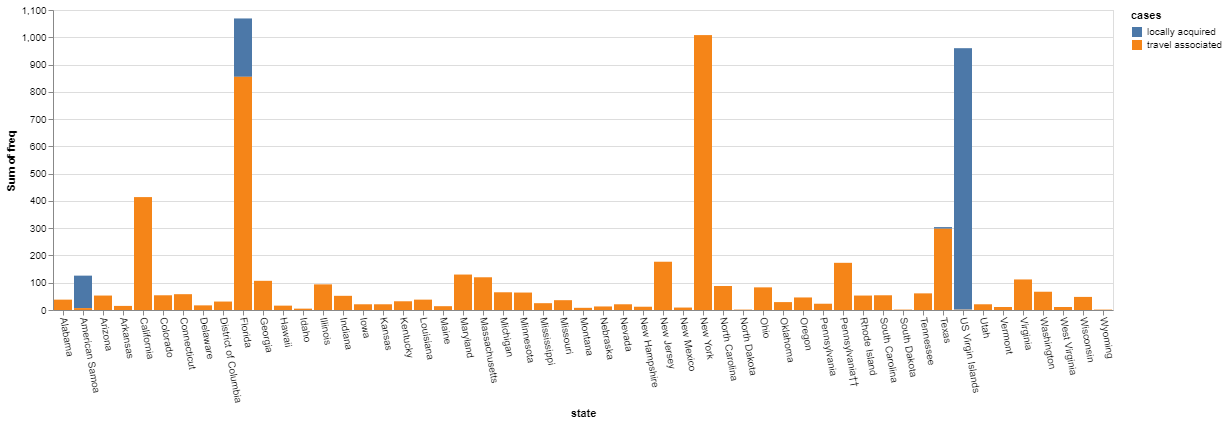 1,100
1,000
900
800
700
600
500
400
300
200
100
0
Sum of freq
Alabama
American Samoa
Arizona
Arkansas
California
Colorado
Connecticut
Delaware
District of Columbia
Florida
Georgia
Hawaii
Idaho
Illinois
Indiana
Iowa
Kansas
Kentucky
Louisiana
Maine
Maryland
Massachusetts
Michigan
Minnesota
Mississippi
Missouri
Montana
Nebraska
Nevada
New Hampshire
New Jersey
New Mexico
New York
North Carolina
North Dakota
Ohio
Oklahoma
Oregon
Pennsylvania
Pennsylvania††
Rhode Island
South Carolina
South Dakota
Tennessee
Texas
US Virgin Islands
Utah
Vermont
Virginia
Washington
West Virginia
Wisconsin
Wyoming
state
cases
locally acquired
travel associated